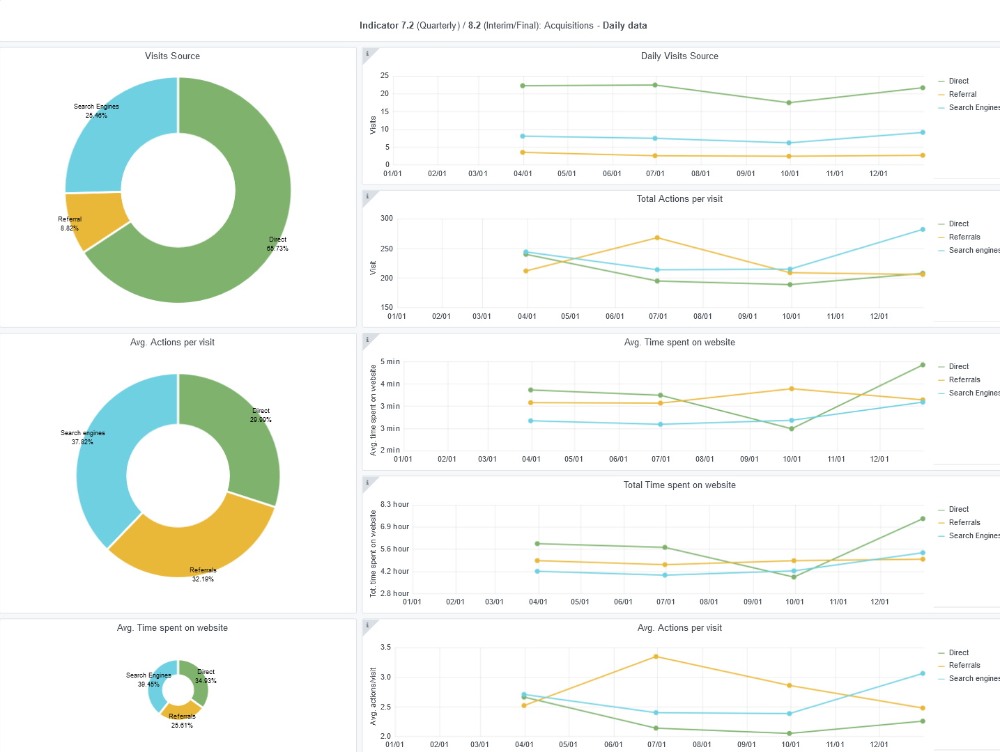 Indicator 7.2 (Quarterly) / 8.2 (Interim/Final): Acquisitions - Daily data
Visits Source
Search Engines
25.46%
Referral
8.82%
Direct
65.73%
i
Daily Visits Source
Visits
25
20
15
10
5
0
01/01 02/01 03/01 04/01 05/01 06/01 07/01 08/01 09/01 10/01 11/01 12/01
Direct
Referral
Search Engines
i
Total Actions per visit
Visit
300
250
200
150
01/01 02/01 03/01 04/01 05/01 06/01 07/01 08/01 09/01 10/01 11/01 12/01
Direct
Referrals
Search engines
Avg. Actions per visit
Direct
29.99%
Search engines
37.82%
Referrals
32.19%
i
Avg. Time spent on website
Avg. time spent on website
5 min
4 min
3 min
3 min
2 min
01/01 02/01 03/01 04/01 05/01 06/01 07/01 08/01 09/01 10/01 11/01 12/01
Direct
Referrals
Search Engines
i
Total Time spent on website
Tot. time spent on website
8.3 hour
6.9 hour
5.6 hour
4.2 hour
2.8 hour
01/01 02/01 03/01 04/01 05/01 06/01 07/01 08/01 09/01 10/01 11/01 12/01
Direct
Referrals
Search Engines
Avg. Time spent on website
Direct
34.93%
Search Engines
39.45%
Referrals
25.61%
i
Avg. Actions per visit
Avg. actions/visit
3.5
3.0
2.5
2.0
01/01 02/01 03/01 04/01 05/01 06/01 07/01 08/01 09/01 10/01 11/01 12/01
Direct
Referrals
Search engines